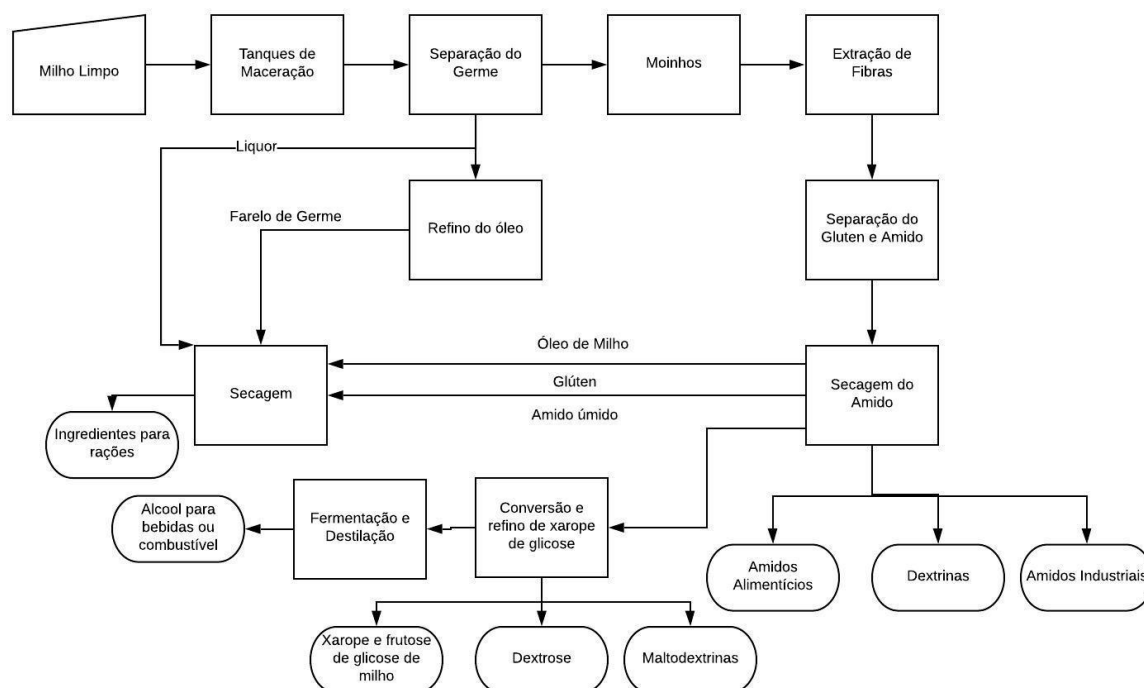 Milho Limpo
Tanques de
Maceração
Separação do
Germe
Moinhos
Extração de
Fibras
Liquor
Farelo de Germe
Refino do óleo
Separação do
Gluten e Amido
Óleo de Milho
Secagem
Glúten
Amido úmido
Secagem do
Amido
Ingredientes para
rações
Alcool para
bebidas ou
combustível
Fermentação e
Destilação
Conversão e
refino de xarope
de glicose
Amidos
Alimentícios
Dextrinas
Amidos Industriais
Xarope e frutose
de glicose de
milho
Dextrose
Maltodextrinas